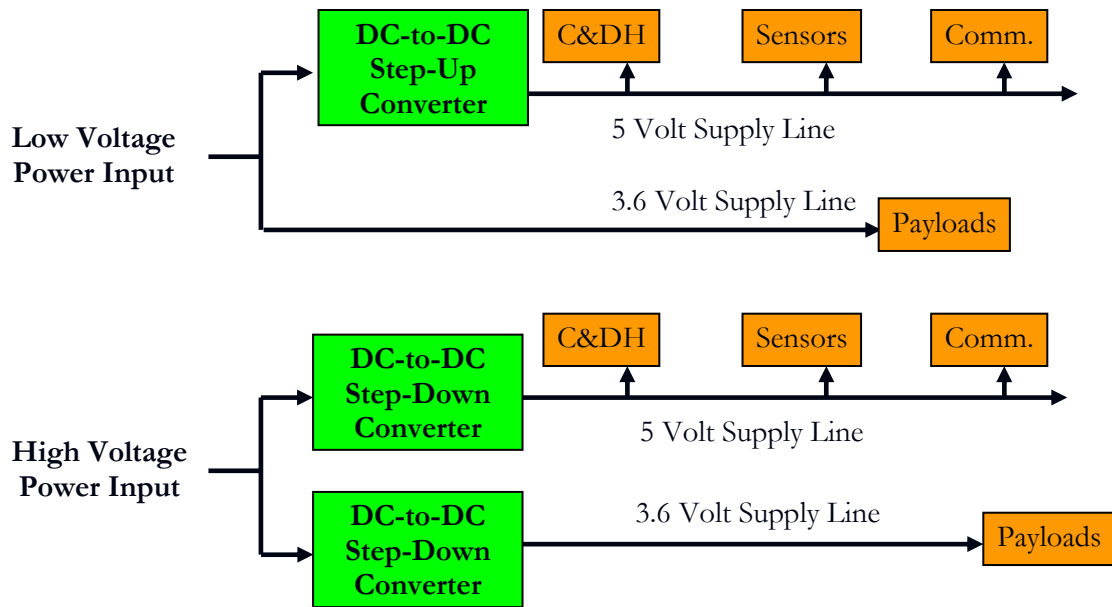 DC-to-DC
Step-Up
Converter
C&DH
Sensors
Comm.
Low Voltage
Power Input
5 Volt Supply Line
3.6 Volt Supply Line
Payloads
DC-to-DC
Step-Down
Converter
C&DH
Sensors
Comm.
5 Volt Supply Line
High Voltage
Power Input
DC-to-DC
Step-Down
Converter
3.6 Volt Supply Line
Payloads